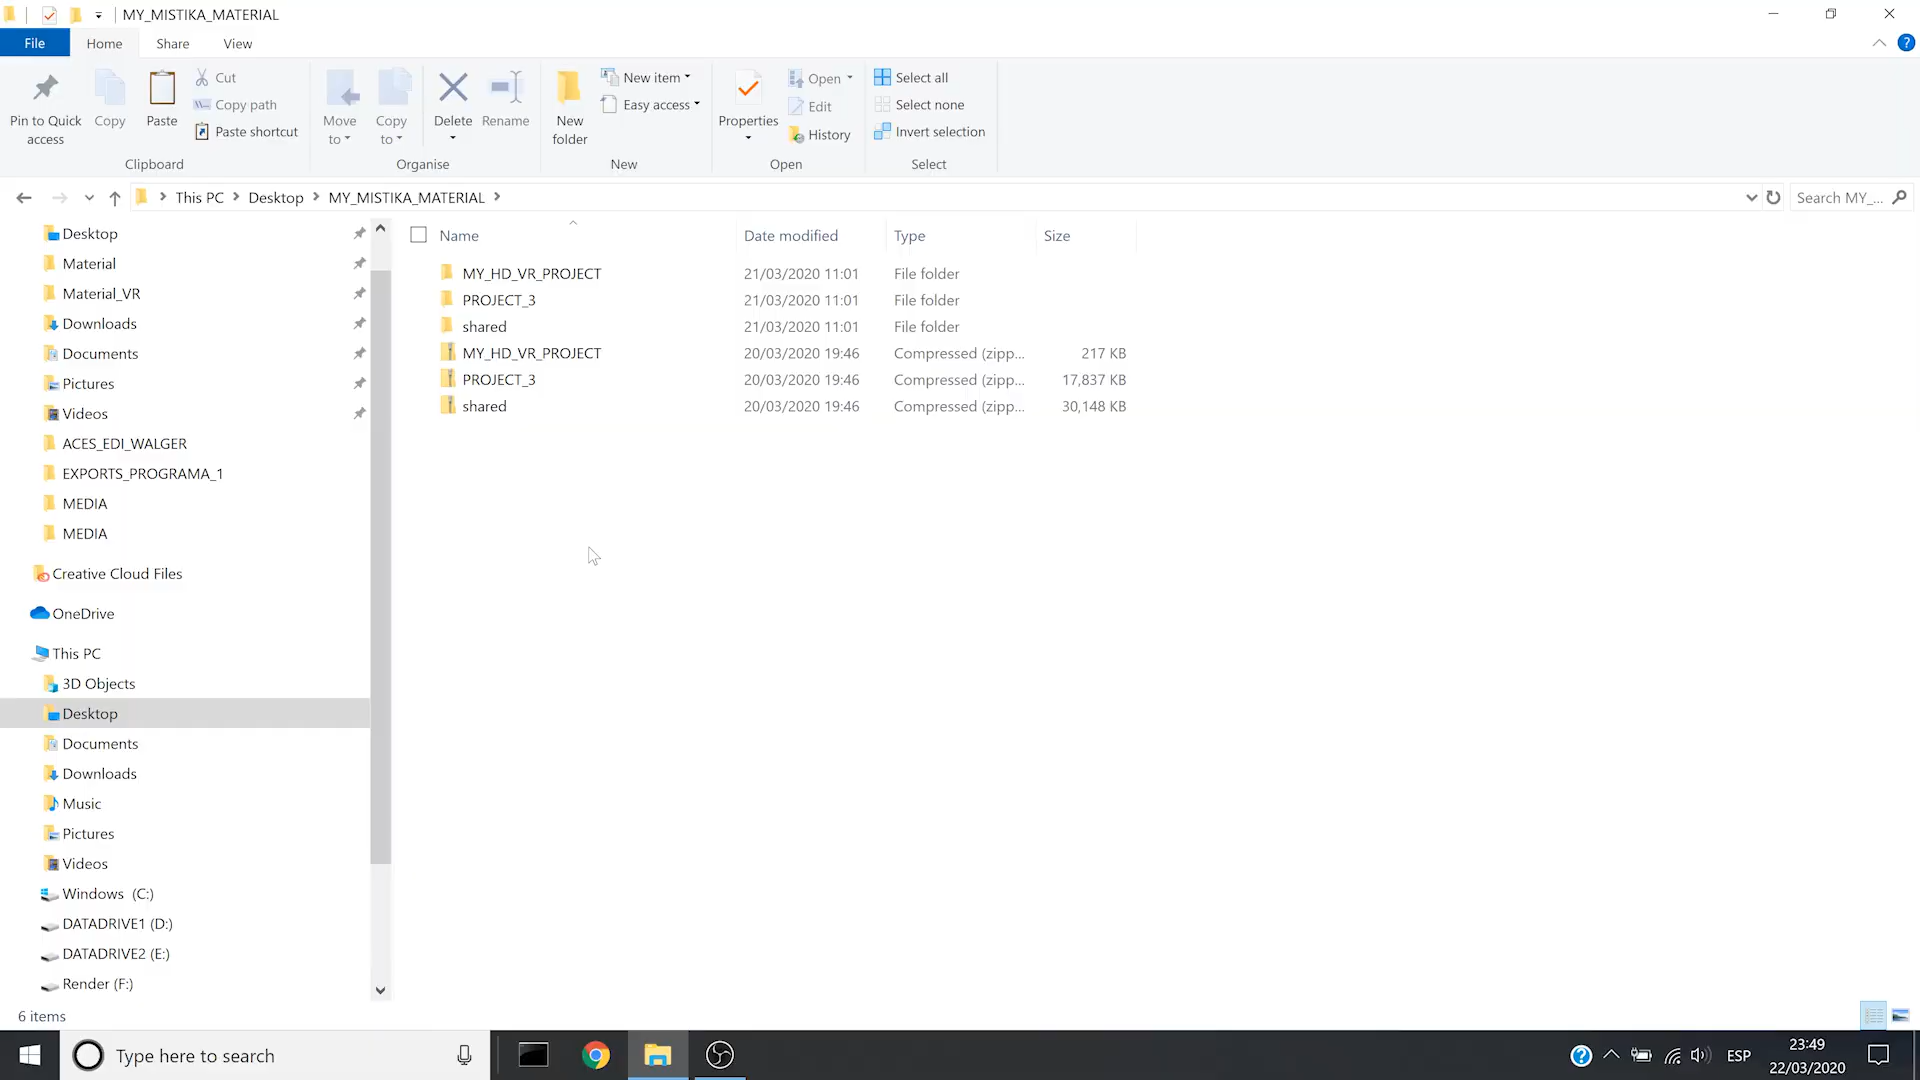 MY_MISTIKA_MATERIAL
File
Home
Share
View
Pin to Quick access
Copy
Paste
Cut
Copy path
Paste shortcut
Clipboard
Move to
Copy to
Delete
Rename
Organise
New folder
New item
Easy access
New
Properties
Open
Edit
History
Open
Select all
Select none
Invert selection
Select
This PC
Desktop
MY_MISTIKA_MATERIAL
Search MY_...
Desktop
Material
Material_VR
Downloads
Documents
Pictures
Videos
ACES_EDI_WALGER
EXPORTS_PROGRAMA_1
MEDIA
MEDIA
Creative Cloud Files
OneDrive
This PC
3D Objects
Desktop
Documents
Downloads
Music
Pictures
Videos
Windows (C:)
DATADRIVE1 (D:)
DATADRIVE2 (E:)
Render (F:)
Name Date modified Type Size
MY_HD_VR_PROJECT 21/03/2020 11:01 File folder
PROJECT_3 21/03/2020 11:01 File folder
shared 21/03/2020 11:01 File folder
MY_HD_VR_PROJECT 20/03/2020 19:46 Compressed (zipp... 217 KB
PROJECT_3 20/03/2020 19:46 Compressed (zipp... 17,837 KB
shared 20/03/2020 19:46 Compressed (zipp... 30,148 KB
6 items
Type here to search
ESP
23:49
22/03/2020